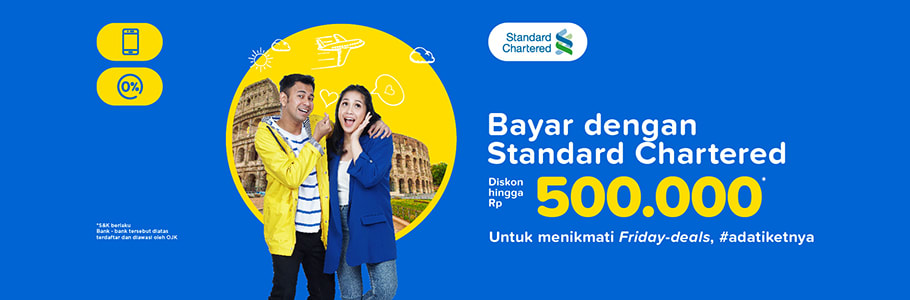 0%
Standard
Chartered
Bayar dengan
Standard Chartered
Diskon
hingga
Rp
500.000*
Untuk menikmati Friday-deals, #adatiketnya
*S&K berlaku
Bank - bank tersebut diatas
terdaftar dan diawasi oleh OJK